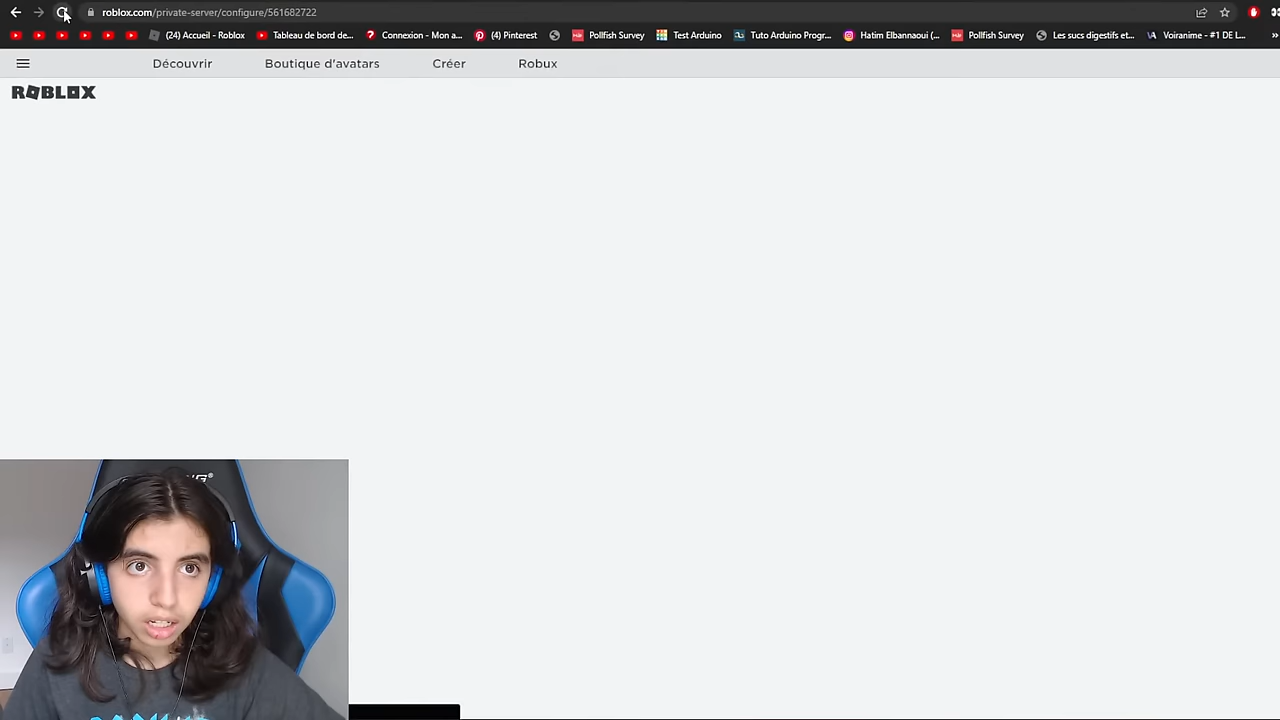 roblox.com/private-server/configure/561682722
(24) Accueil - Roblox Tableau de bord de... Connexion - Mon a... (4) Pinterest Pollfish Survey Test Arduino Tuto Arduino Progr... Hatim Elbannaoui (... Pollfish Survey Les sucs digestifs et... Voiranime - #1 DE L... »
Découvrir Boutique d'avatars Créer Robux
ROBLOX